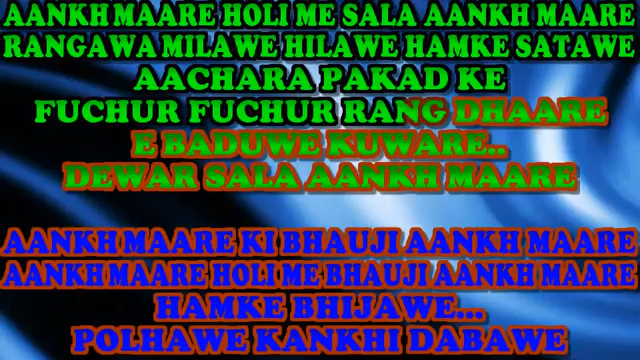 AANKH MAARE HOLI ME SALA AANKH MAARE
RANGAWA MILAWE HILAWE HAMKE SATAWE
AACHARA PAKAD KE
FUCHUR FUCHUR RANG DHAARE
E BADUWE KUWARE..
DEWAR SALA AANKH MAARE
AANKH MAARE KI BHAUJI AANKH MAARE
AANKH MAARE HOLI ME BHAUJI AANKH MAARE
HAMKE BHIJAWE...
POLHAWE KANKHI DABAWE